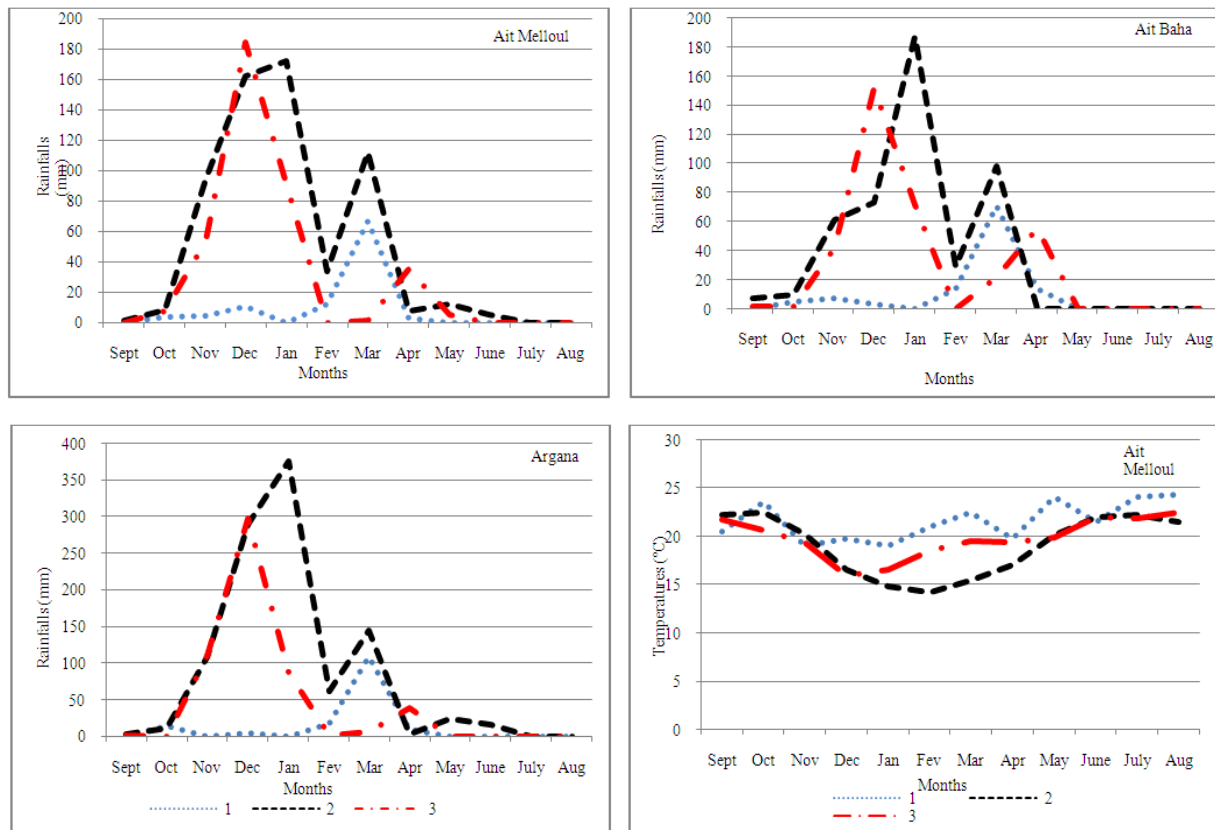 Ait Melloul
200
180
160
140
120
100
80
60
40
20
0
Rainfalls
(mm)
Sept Oct Nov Dec Jan Fev Mar Apr May June July Aug
Months
Ait Baha
200
180
160
140
120
100
80
60
40
20
0
Rainfalls (mm)
Sept Oct Nov Dec Jan Fev Mar Apr May June July Aug
Months
Argana
400
350
300
250
200
150
100
50
0
Rainfalls (mm)
Sept Oct Nov Dec Jan Fev Mar Apr May June July Aug
Months
1 2 3
Ait
Melloul
30
25
20
15
10
5
0
Temperatures (°C)
Sept Oct Nov Dec Jan Fev Mar Apr May June July Aug
Months
1 2
3